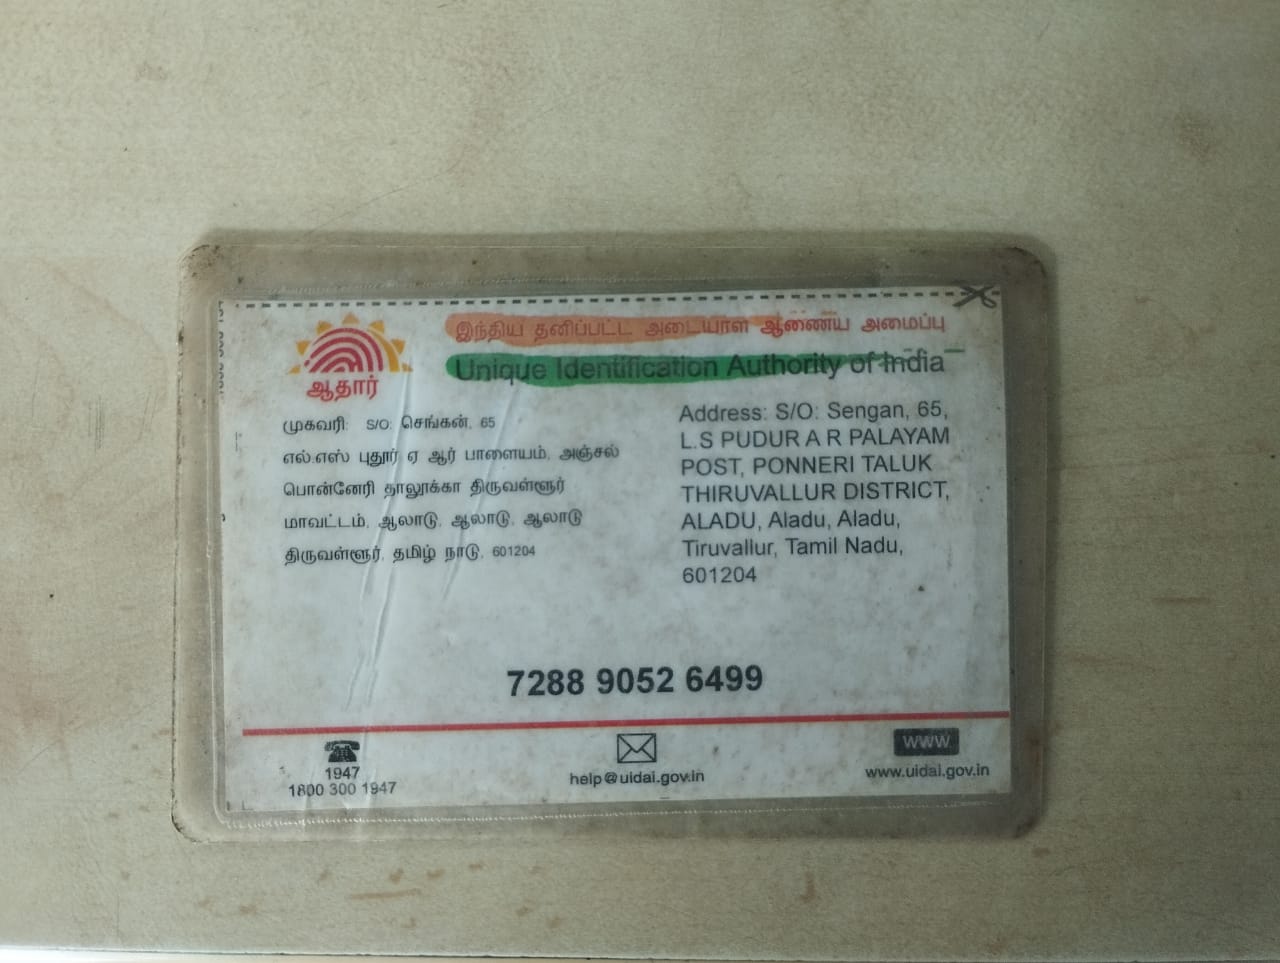 இந்திய தனிப்பட்ட அடையாள ஆணைய அமைப்பு
Unique Identification Authority of India
ஆதார்
முகவரி: S/O: செங்கன், 65
எல்.எஸ் புதூர் ஏ ஆர் பாளையம், அஞ்சல்
பொன்னேரி தாலூக்கா திருவள்ளூர்
மாவட்டம், ஆலாடு, ஆலாடு, ஆலாடு
திருவள்ளூர், தமிழ் நாடு, 601204
Address: S/O: Sengan, 65,
L.S PUDUR A R PALAYAM
POST, PONNERI TALUK
THIRUVALLUR DISTRICT,
ALADU, Aladu, Aladu,
Tiruvallur, Tamil Nadu,
601204
7288 9052 6499
1947
1800 300 1947
help@uidai.gov.in
WWW
www.uidai.gov.in